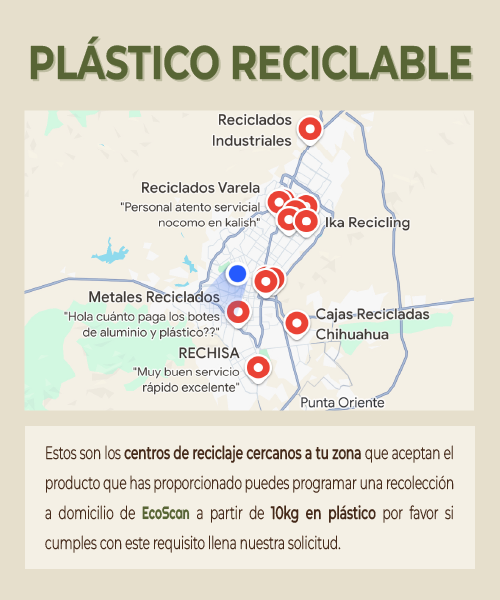 PLÁSTICO RECICLABLE
Reciclados
Industriales
Reciclados Varela
"Personal atento servicial
nocomo en kalish"
Ika Recicling
Metales Reciclados
"Hola cuánto paga los botes
de aluminio y plástico??"
Cajas Recicladas
Chihuahua
RECHISA
"Muy buen servicio
rápido excelente"
Punta Oriente
Estos son los centros de reciclaje cercanos a tu zona que aceptan el
producto que has proporcionado puedes programar una recolección
a domicilio de EcoScan a partir de 10kg en plástico por favor si
cumples con este requisito llena nuestra solicitud.